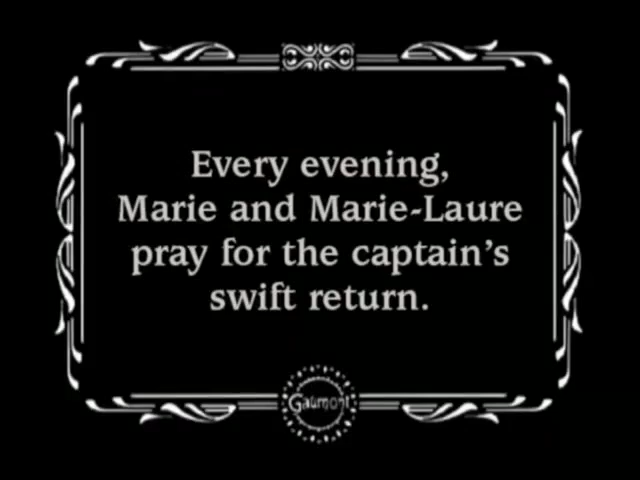 Every evening,
Marie and Marie-Laure
pray for the captain’s
swift return.
Gaumont